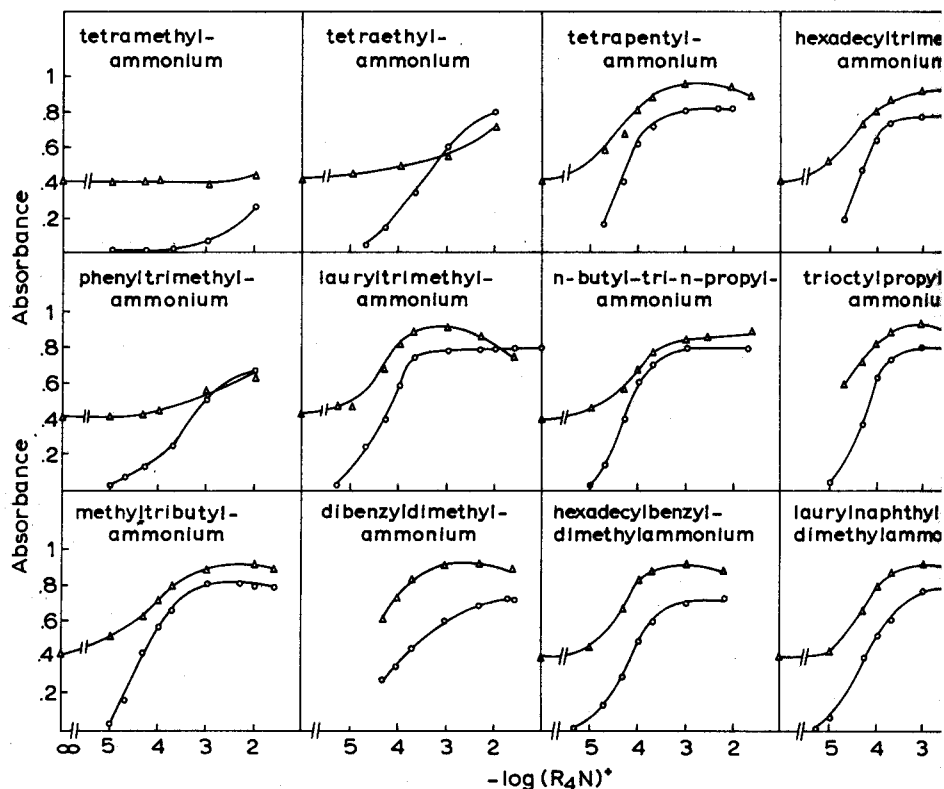 tetramethyl-
ammonium
tetraethyl-
ammonium
tetrapentyl-
ammonium
hexadecyltrime
ammonium
1
.8
.6
.4
.2
Absorbance
phenyltrimethyl-
ammonium
lauryltrimethyl-
ammonium
n-butyl-tri-n-propyl-
ammonium
trioctylpropyl
ammonium
1
.8
.6
.4
.2
Absorbance
methyltributyl-
ammonium
dibenzyldimethyl-
ammonium
hexadecylbenzyl-
dimethylammonium
laurylnaphthyl
dimethylammo
1
.8
.6
.4
.2
∞ 5 4 3 2 5 4 3 2 5 4 3 2 5 4 3
-log (R₄N)⁺